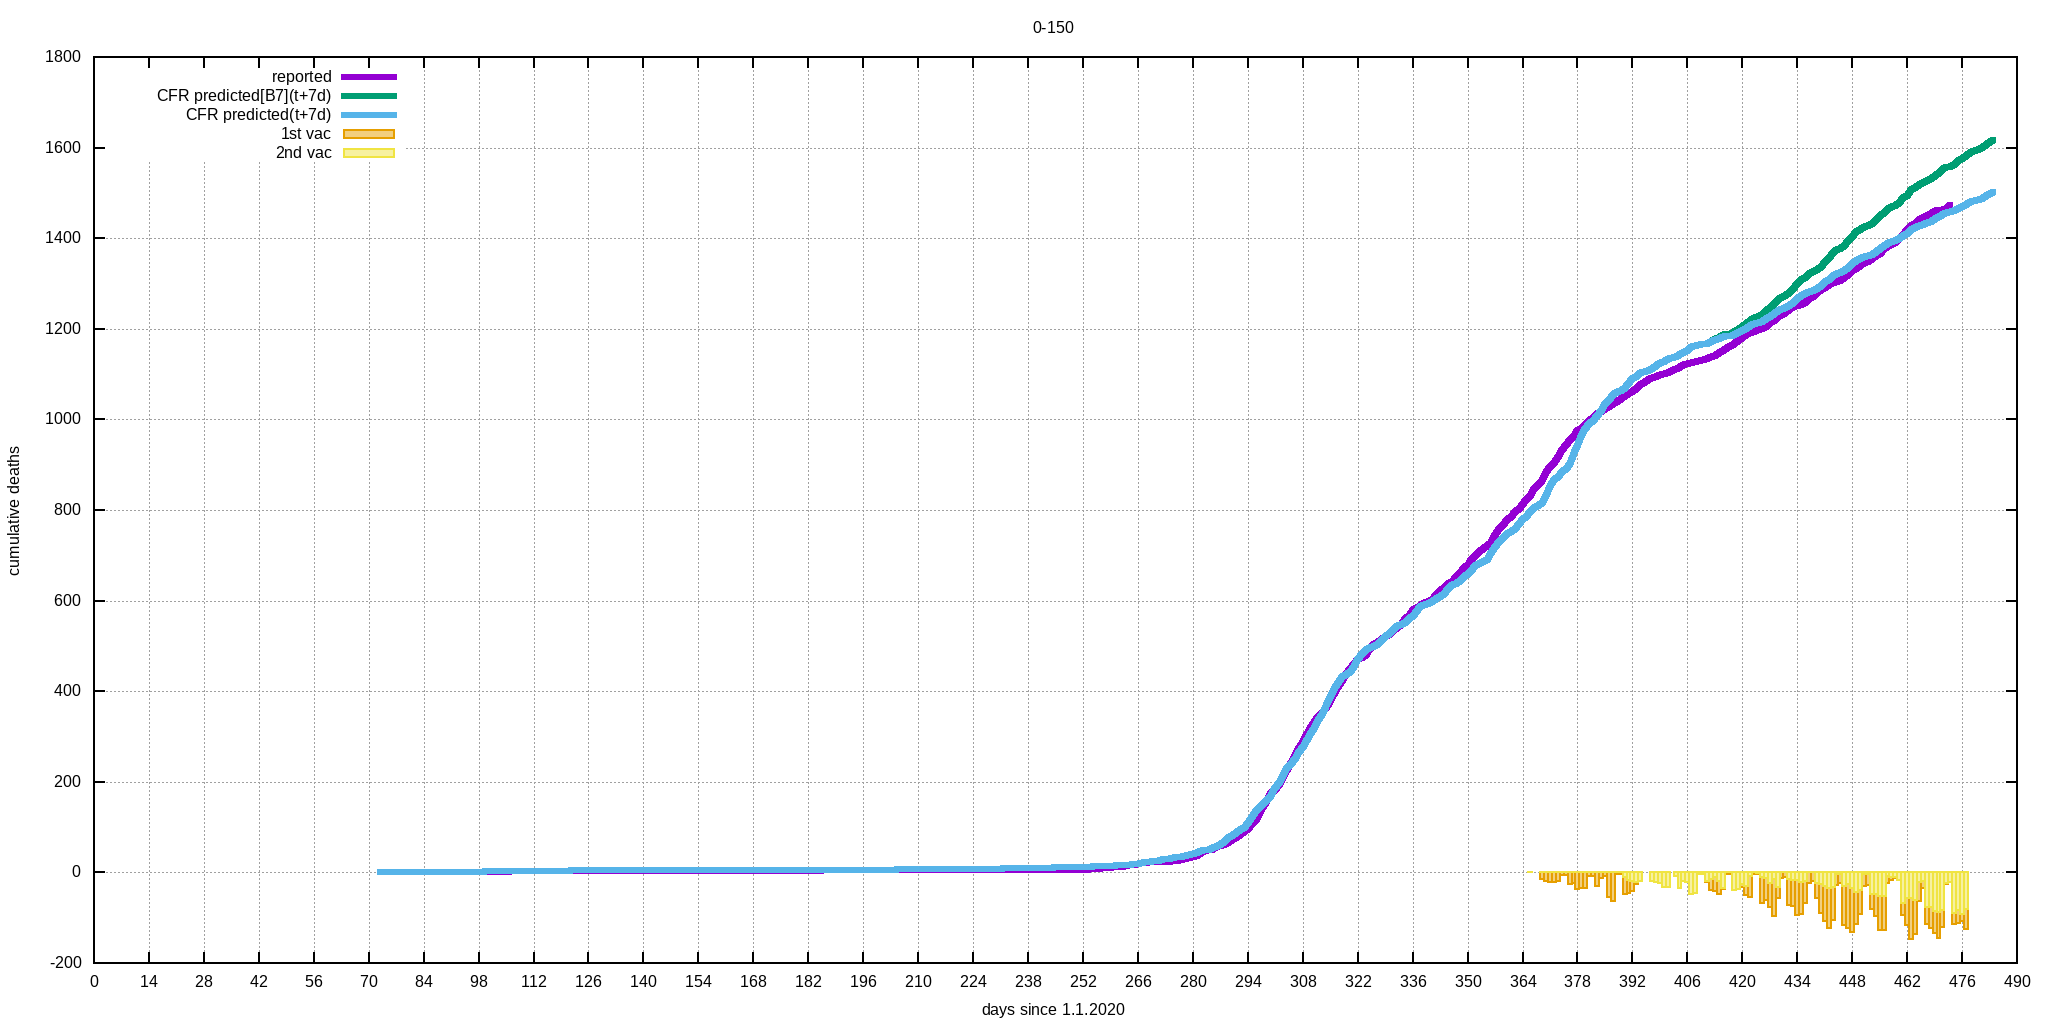 0-150
1800
1600
1400
1200
1000
800
600
400
200
0
-200
cumulative deaths
reported
CFR predicted[B7](t+7d)
CFR predicted(t+7d)
1st vac
2nd vac
0 14 28 42 56 70 84 98 112 126 140 154 168 182 196 210 224 238 252 266 280 294 308 322 336 350 364 378 392 406 420 434 448 462 476 490
days since 1.1.2020